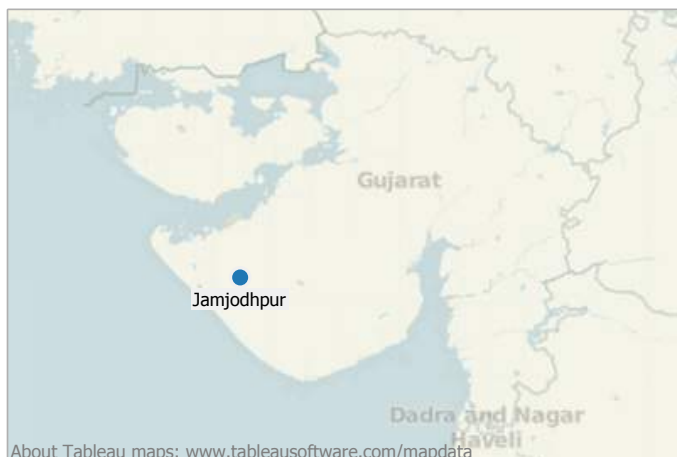 Gujarat
Jamjodhpur
Dadra and Nagar
Haveli
About Tableau maps: www.tableausoftware.com/mapdata